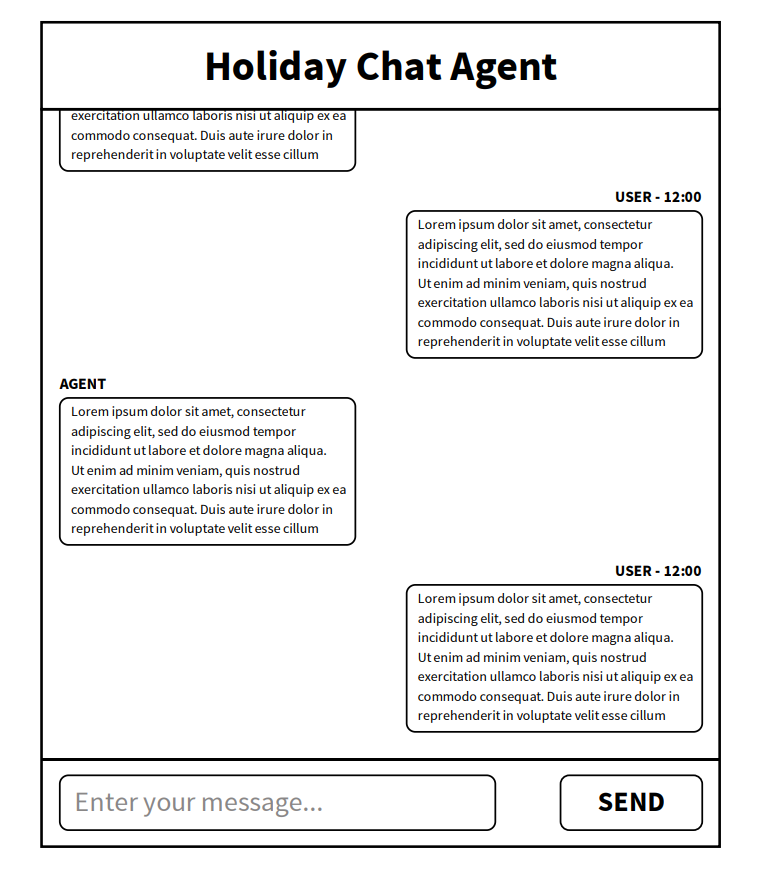 Holiday Chat Agent
exercitation ullamco laboris nisi ut aliquip ex ea
commodo consequat. Duis aute irure dolor in
reprehenderit in voluptate velit esse cillum
USER - 12:00
Lorem ipsum dolor sit amet, consectetur
adipiscing elit, sed do eiusmod tempor
incididunt ut labore et dolore magna aliqua.
Ut enim ad minim veniam, quis nostrud
exercitation ullamco laboris nisi ut aliquip ex ea
commodo consequat. Duis aute irure dolor in
reprehenderit in voluptate velit esse cillum
AGENT
Lorem ipsum dolor sit amet, consectetur
adipiscing elit, sed do eiusmod tempor
incididunt ut labore et dolore magna aliqua.
Ut enim ad minim veniam, quis nostrud
exercitation ullamco laboris nisi ut aliquip ex ea
commodo consequat. Duis aute irure dolor in
reprehenderit in voluptate velit esse cillum
USER - 12:00
Lorem ipsum dolor sit amet, consectetur
adipiscing elit, sed do eiusmod tempor
incididunt ut labore et dolore magna aliqua.
Ut enim ad minim veniam, quis nostrud
exercitation ullamco laboris nisi ut aliquip ex ea
commodo consequat. Duis aute irure dolor in
reprehenderit in voluptate velit esse cillum
Enter your message...
SEND